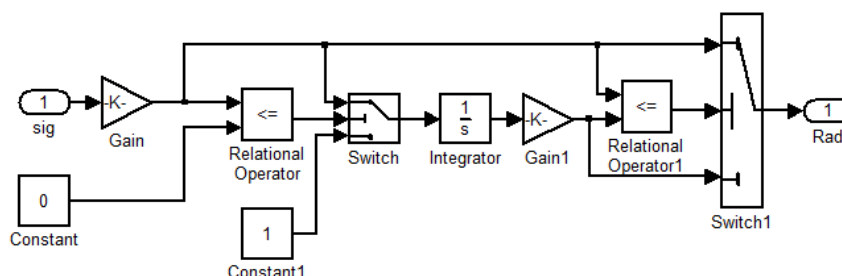 1
sig
-K-
Gain
<=
Relational
Operator
0
Constant
1
Constant1
Switch
1
s
Integrator
-K-
Gain1
<=
Relational
Operator1
Switch1
1
Rad